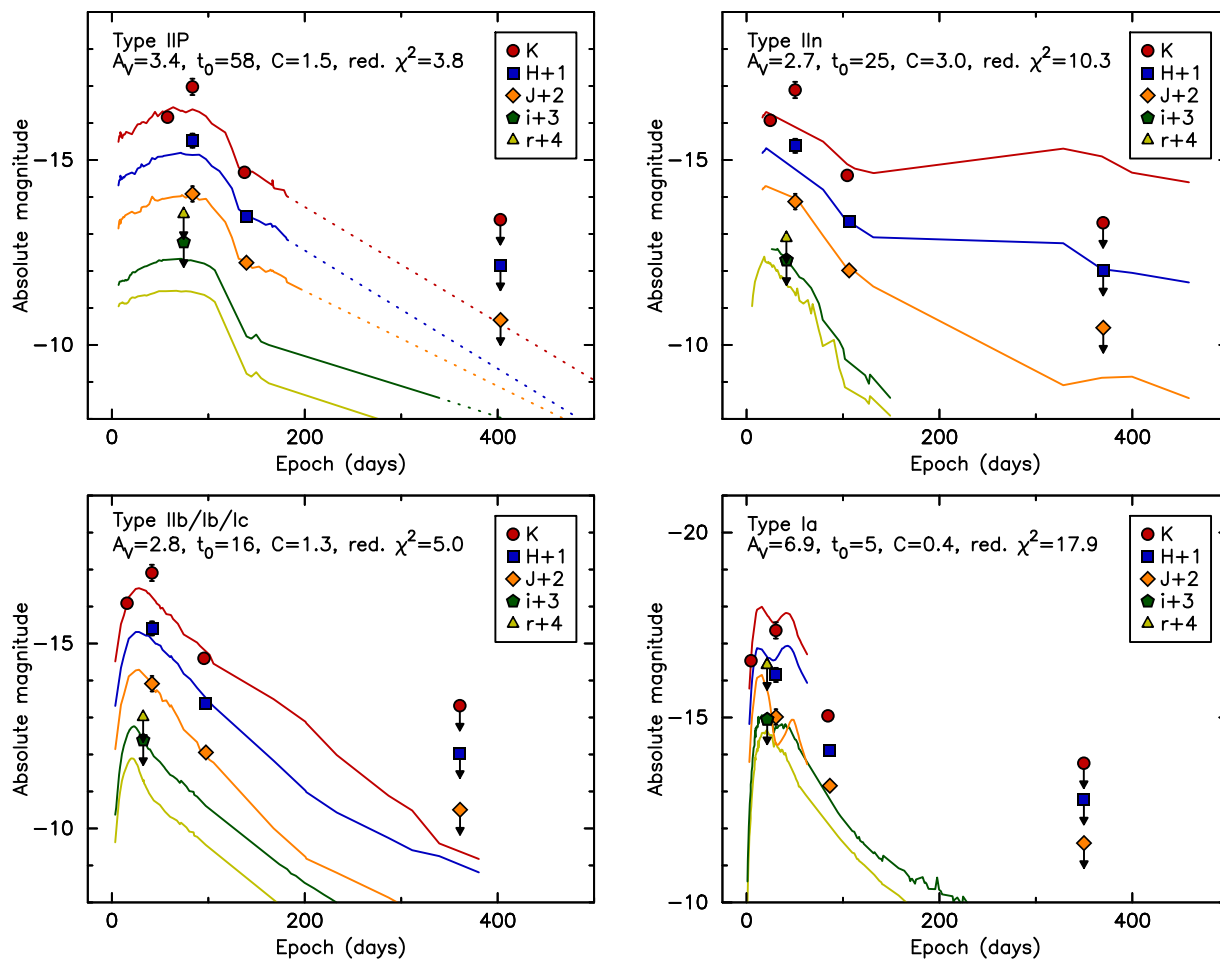 Type IIP
A_V=3.4, t_0=58, C=1.5, red. χ²=3.8
K
H+1
J+2
i+3
r+4
Absolute magnitude
−15
−10
0
200
400
Epoch (days)
Type IIn
A_V=2.7, t_0=25, C=3.0, red. χ²=10.3
K
H+1
J+2
i+3
r+4
Absolute magnitude
−15
−10
0
200
400
Epoch (days)
Type IIb/Ib/Ic
A_V=2.8, t_0=16, C=1.3, red. χ²=5.0
K
H+1
J+2
i+3
r+4
Absolute magnitude
−15
−10
0
200
400
Epoch (days)
Type Ia
A_V=6.9, t_0=5, C=0.4, red. χ²=17.9
K
H+1
J+2
i+3
r+4
Absolute magnitude
−20
−15
−10
0
200
400
Epoch (days)